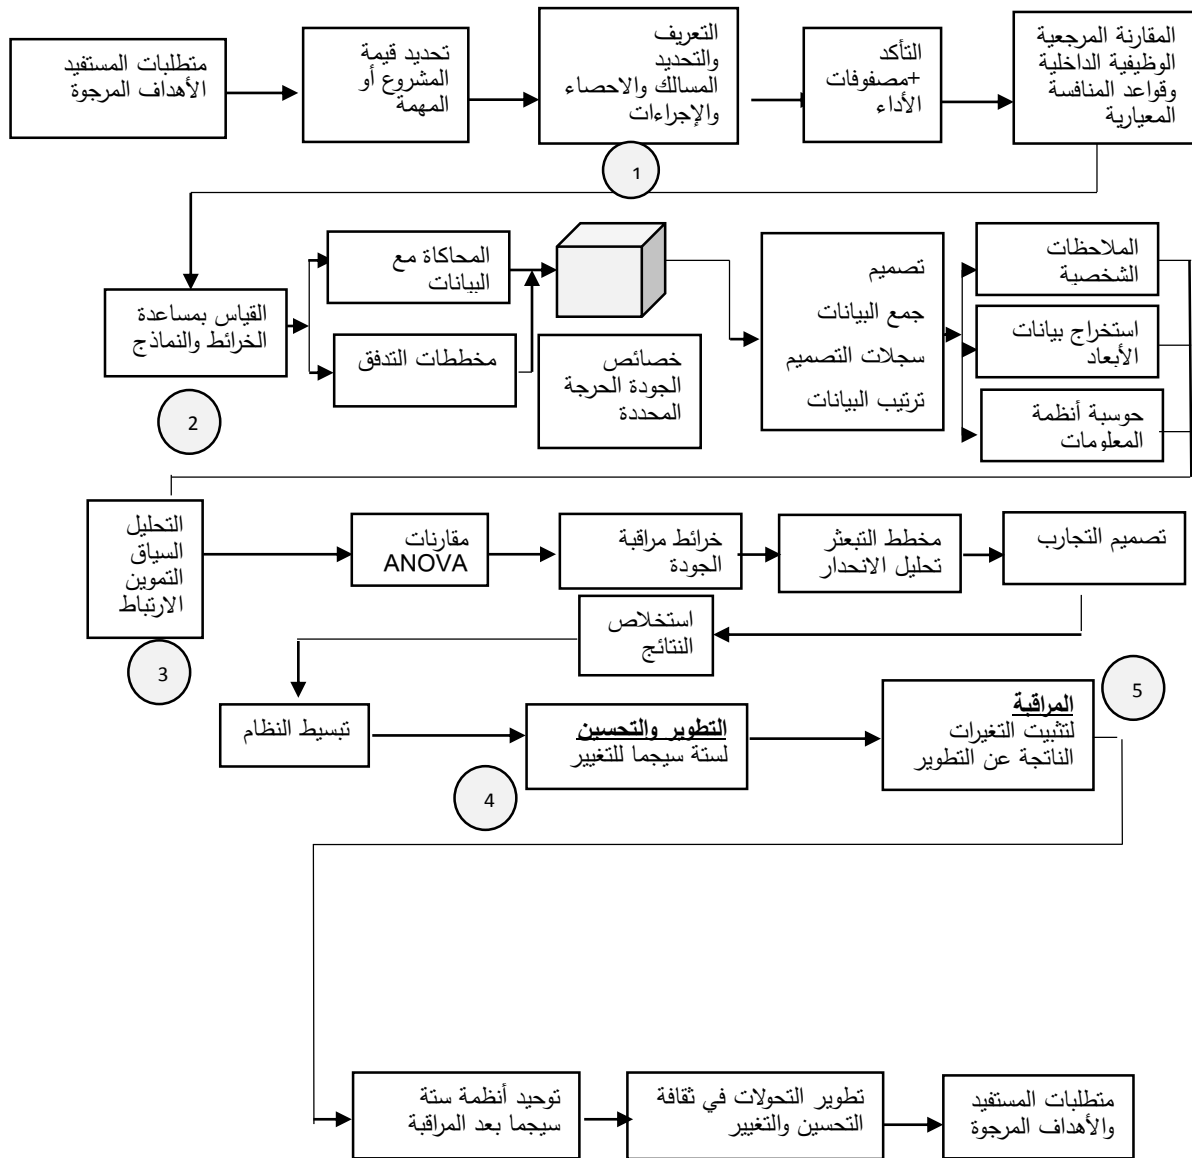 متطلبات المستفيد
الأهداف المرجوة
تحديد قيمة
المشروع أو
المهمة
التعريف
والتحديد
المسالك والاحصاء
والإجراءات
التأكد
+مصفوفات
الأداء
المقارنة المرجعية
الوظيفية الداخلية
وقواعد المنافسة
المعيارية
1
القياس بمساعدة
الخرائط والنماذج
2
المحاكاة مع
البيانات
مخططات التدفق
خصائص
الجودة الحرجة
المحددة
تصميم
جمع البيانات
سجلات التصميم
ترتيب البيانات
الملاحظات
الشخصية
استخراج بيانات
الأبعاد
حوسبة أنظمة
المعلومات
التحليل
السياق
التموين
الارتباط
3
مقارنات
ANOVA
خرائط مراقبة
الجودة
مخطط التبعثر
تحليل الانحدار
تصميم التجارب
استخلاص
النتائج
تبسيط النظام
التطوير والتحسين
لستة سيجما للتغيير
4
المراقبة
لتثبيت التغيرات
الناتجة عن التطوير
5
توحيد أنظمة ستة
سيجما بعد المراقبة
تطوير التحولات في ثقافة
التحسين والتغيير
متطلبات المستفيد
والأهداف المرجوة